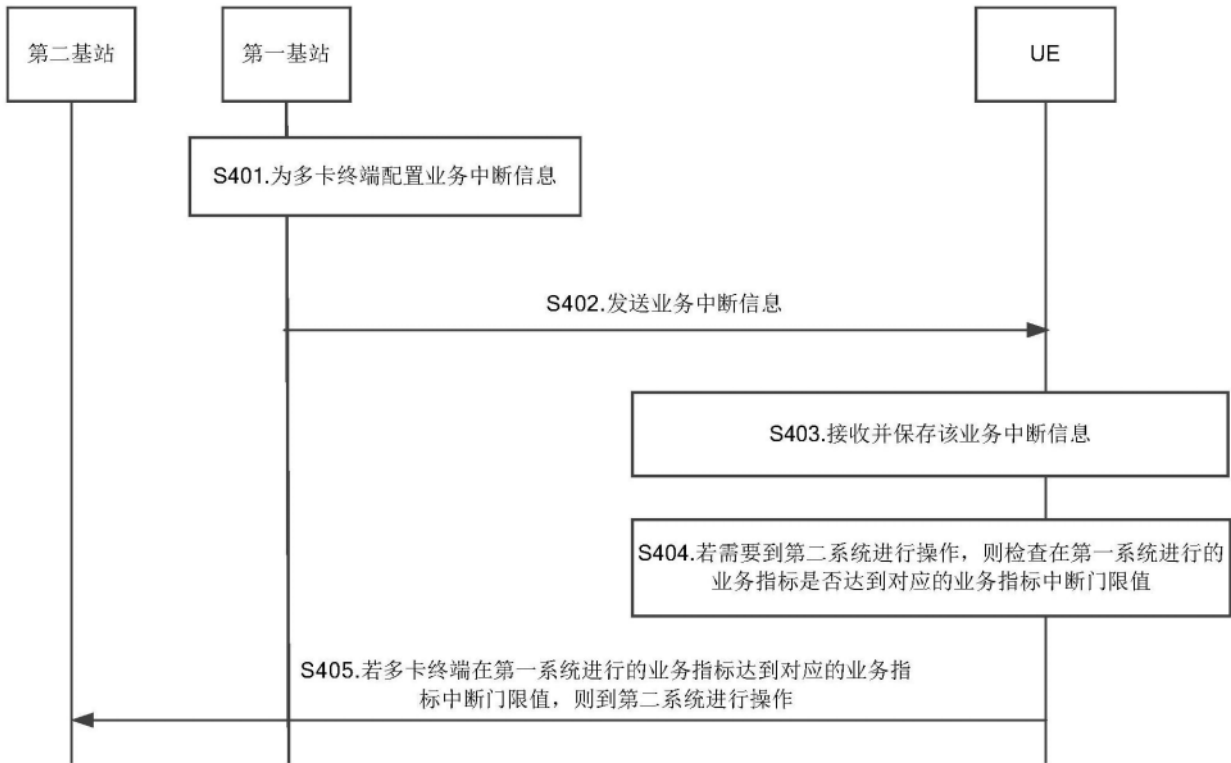 第二基站
第一基站
UE
S401.为多卡终端配置业务中断信息
S402.发送业务中断信息
S403.接收并保存该业务中断信息
S404.若需要到第二系统进行操作，则检查在第一系统进行的
业务指标是否达到对应的业务指标中断门限值
S405.若多卡终端在第一系统进行的业务指标达到对应的业务指
标中断门限值，则到第二系统进行操作